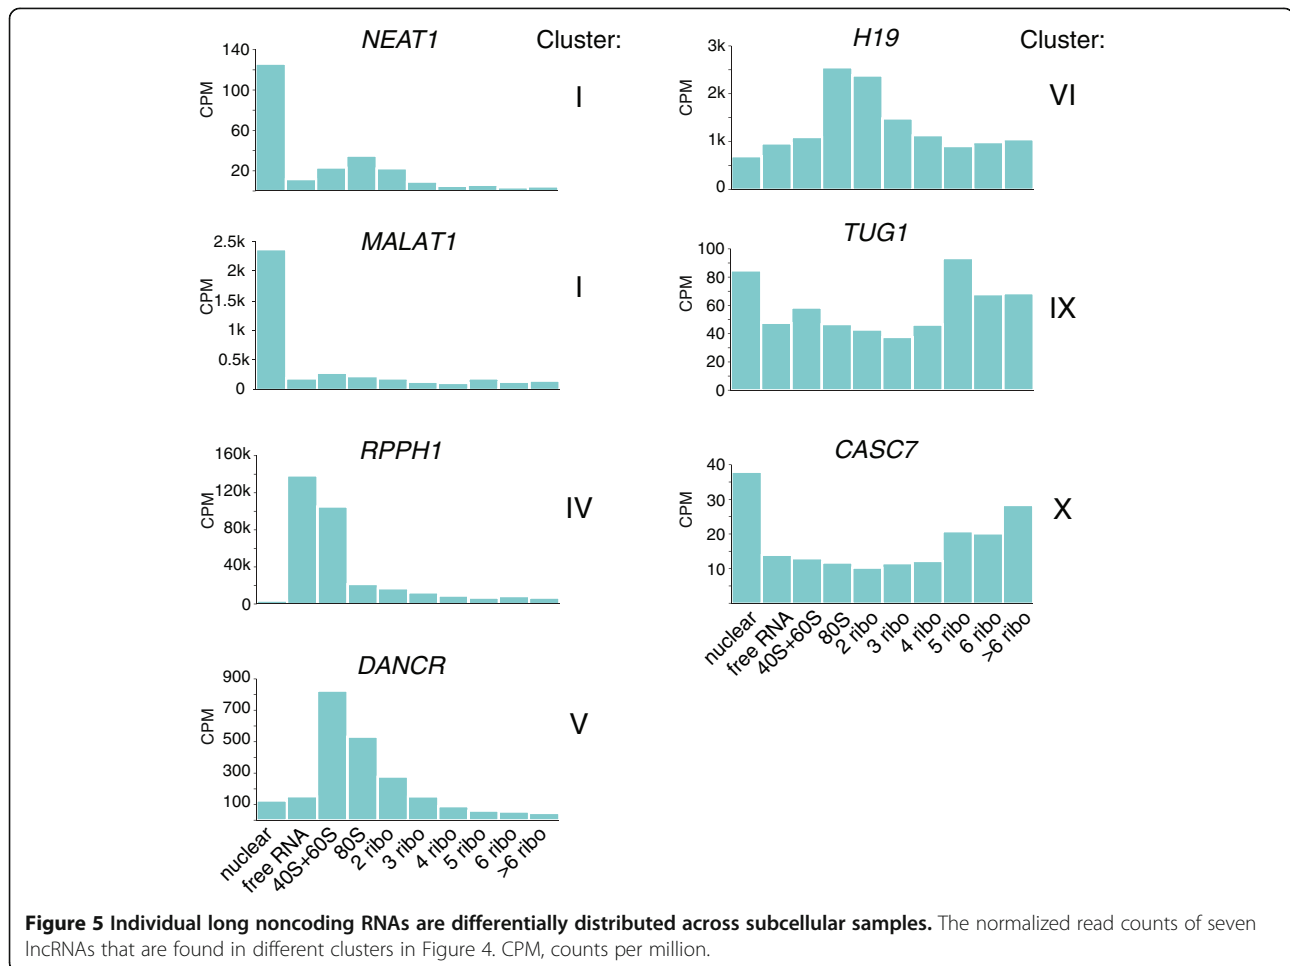 NEAT1 Cluster:
140
100
60
20
CPM
I
MALAT1
2.5k
2k
1.5k
1k
0.5k
0
CPM
I
RPPH1
160k
120k
80k
40k
0
CPM
IV
DANCR
900
700
500
300
100
CPM
V
nuclear
free RNA
40S+60S
80S
2 ribo
3 ribo
4 ribo
5 ribo
6 ribo
>6 ribo
H19 Cluster:
3k
2k
1k
0
CPM
VI
TUG1
100
80
60
40
20
0
CPM
IX
CASC7
40
30
20
10
CPM
X
nuclear
free RNA
40S+60S
80S
2 ribo
3 ribo
4 ribo
5 ribo
6 ribo
>6 ribo
Figure 5 Individual long noncoding RNAs are differentially distributed across subcellular samples. The normalized read counts of seven
lncRNAs that are found in different clusters in Figure 4. CPM, counts per million.